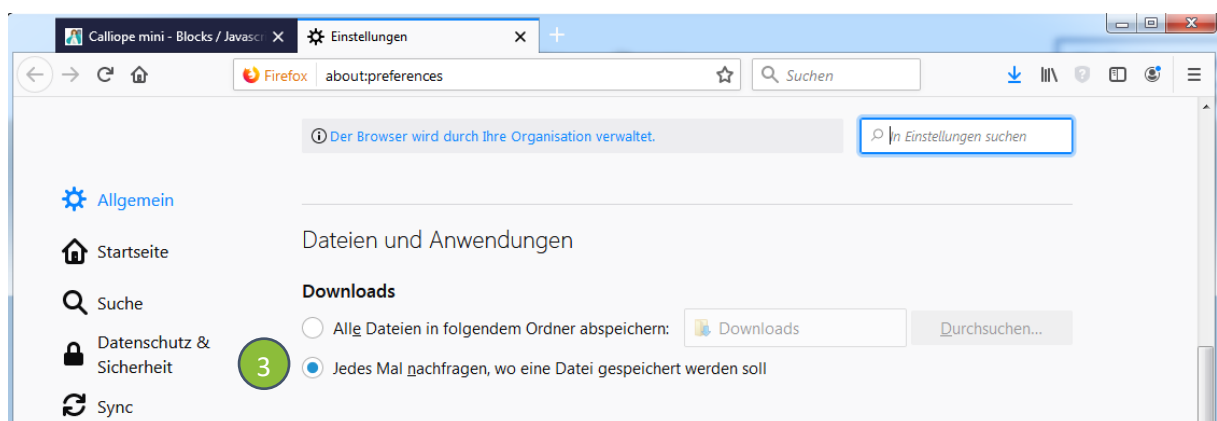 Calliope mini - Blocks / Javascr
Einstellungen
Firefox about:preferences
Suchen
Der Browser wird durch Ihre Organisation verwaltet.
In Einstellungen suchen
Allgemein
Startseite
Suche
Datenschutz &
Sicherheit
Sync
Dateien und Anwendungen
Downloads
Alle Dateien in folgendem Ordner abspeichern: Downloads Durchsuchen...
3
Jedes Mal nachfragen, wo eine Datei gespeichert werden soll